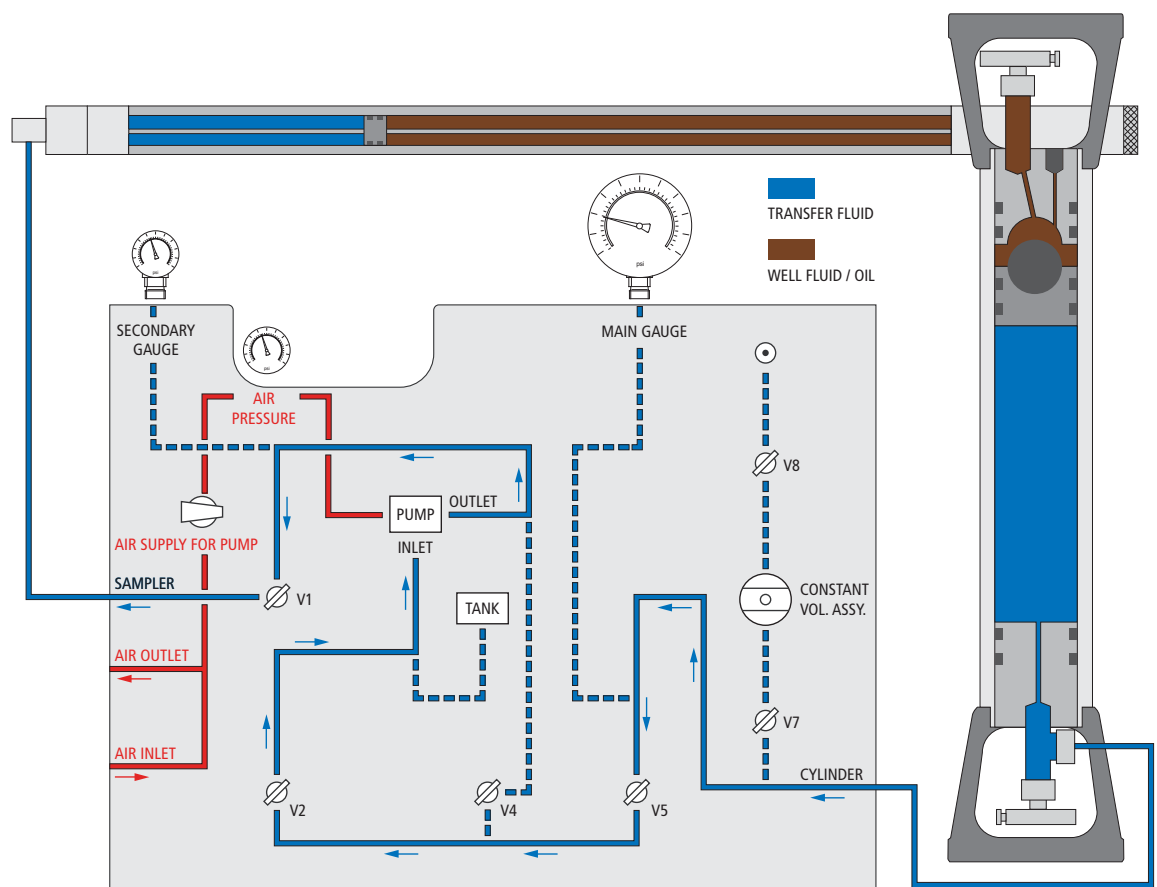 TRANSFER FLUID
WELL FLUID / OIL
psi
psi
SECONDARY
GAUGE
psi
MAIN GAUGE
AIR
PRESSURE
V8
OUTLET
PUMP
INLET
AIR SUPPLY FOR PUMP
SAMPLER
V1
TANK
CONSTANT
VOL. ASSY.
AIR OUTLET
V7
AIR INLET
CYLINDER
V2
V4
V5